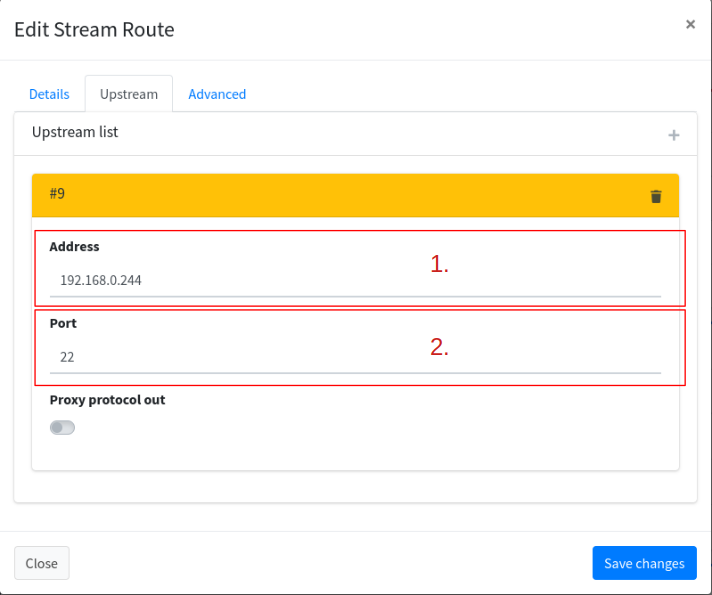 Edit Stream Route
×
Details Upstream Advanced
Upstream list
+
#9
Address
1.
192.168.0.244
Port
2.
22
Proxy protocol out
Close Save changes